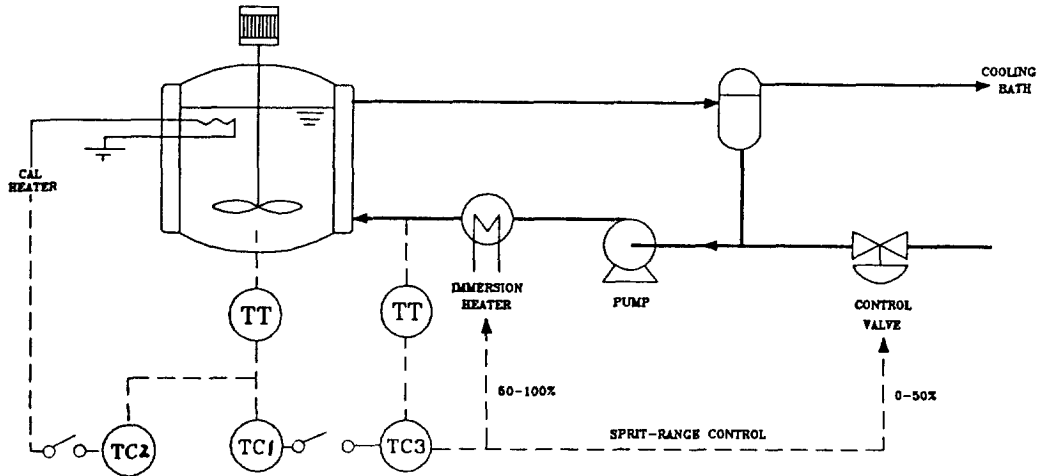 COOLING
BATH
CAL
HEATER
IMMERSION
HEATER
PUMP
CONTROL
VALVE
TT
TT
60-100%
0-50%
TC2
TC1
TC3
SPRIT-RANGE CONTROL